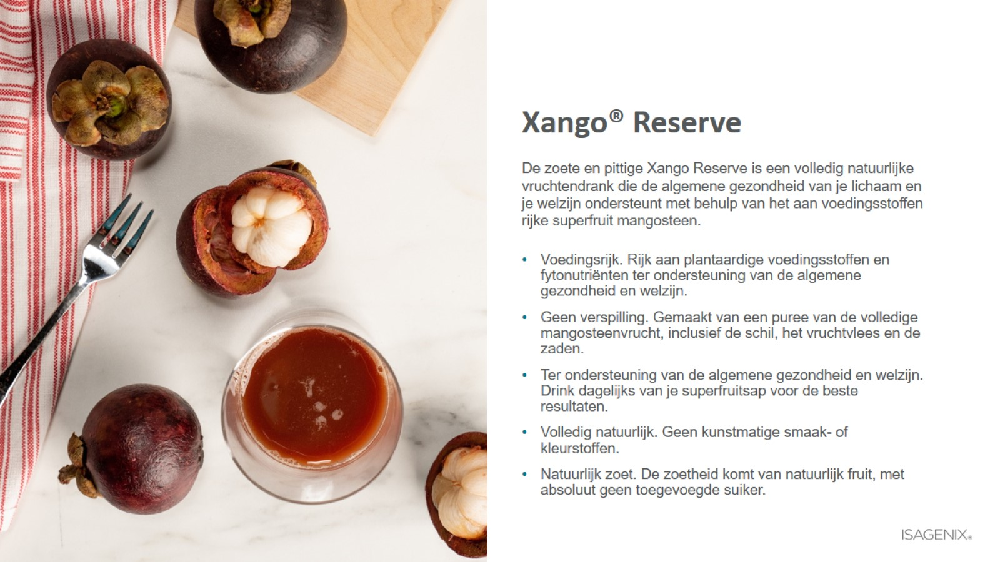 Xango® Reserve
De zoete en pittige Xango Reserve is een volledig natuurlijke
vruchtendrank die de algemene gezondheid van je lichaam en
je welzijn ondersteunt met behulp van het aan voedingsstoffen
rijke superfruit mangosteen.
• Voedingsrijk. Rijk aan plantaardige voedingsstoffen en
fytonutriënten ter ondersteuning van de algemene
gezondheid en welzijn.
• Geen verspilling. Gemaakt van een puree van de volledige
mangosteenvrucht, inclusief de schil, het vruchtvlees en de
zaden.
• Ter ondersteuning van de algemene gezondheid en welzijn.
Drink dagelijks van je superfruitsap voor de beste
resultaten.
• Volledig natuurlijk. Geen kunstmatige smaak- of
kleurstoffen.
• Natuurlijk zoet. De zoetheid komt van natuurlijk fruit, met
absoluut geen toegevoegde suiker.
ISAGENIX®